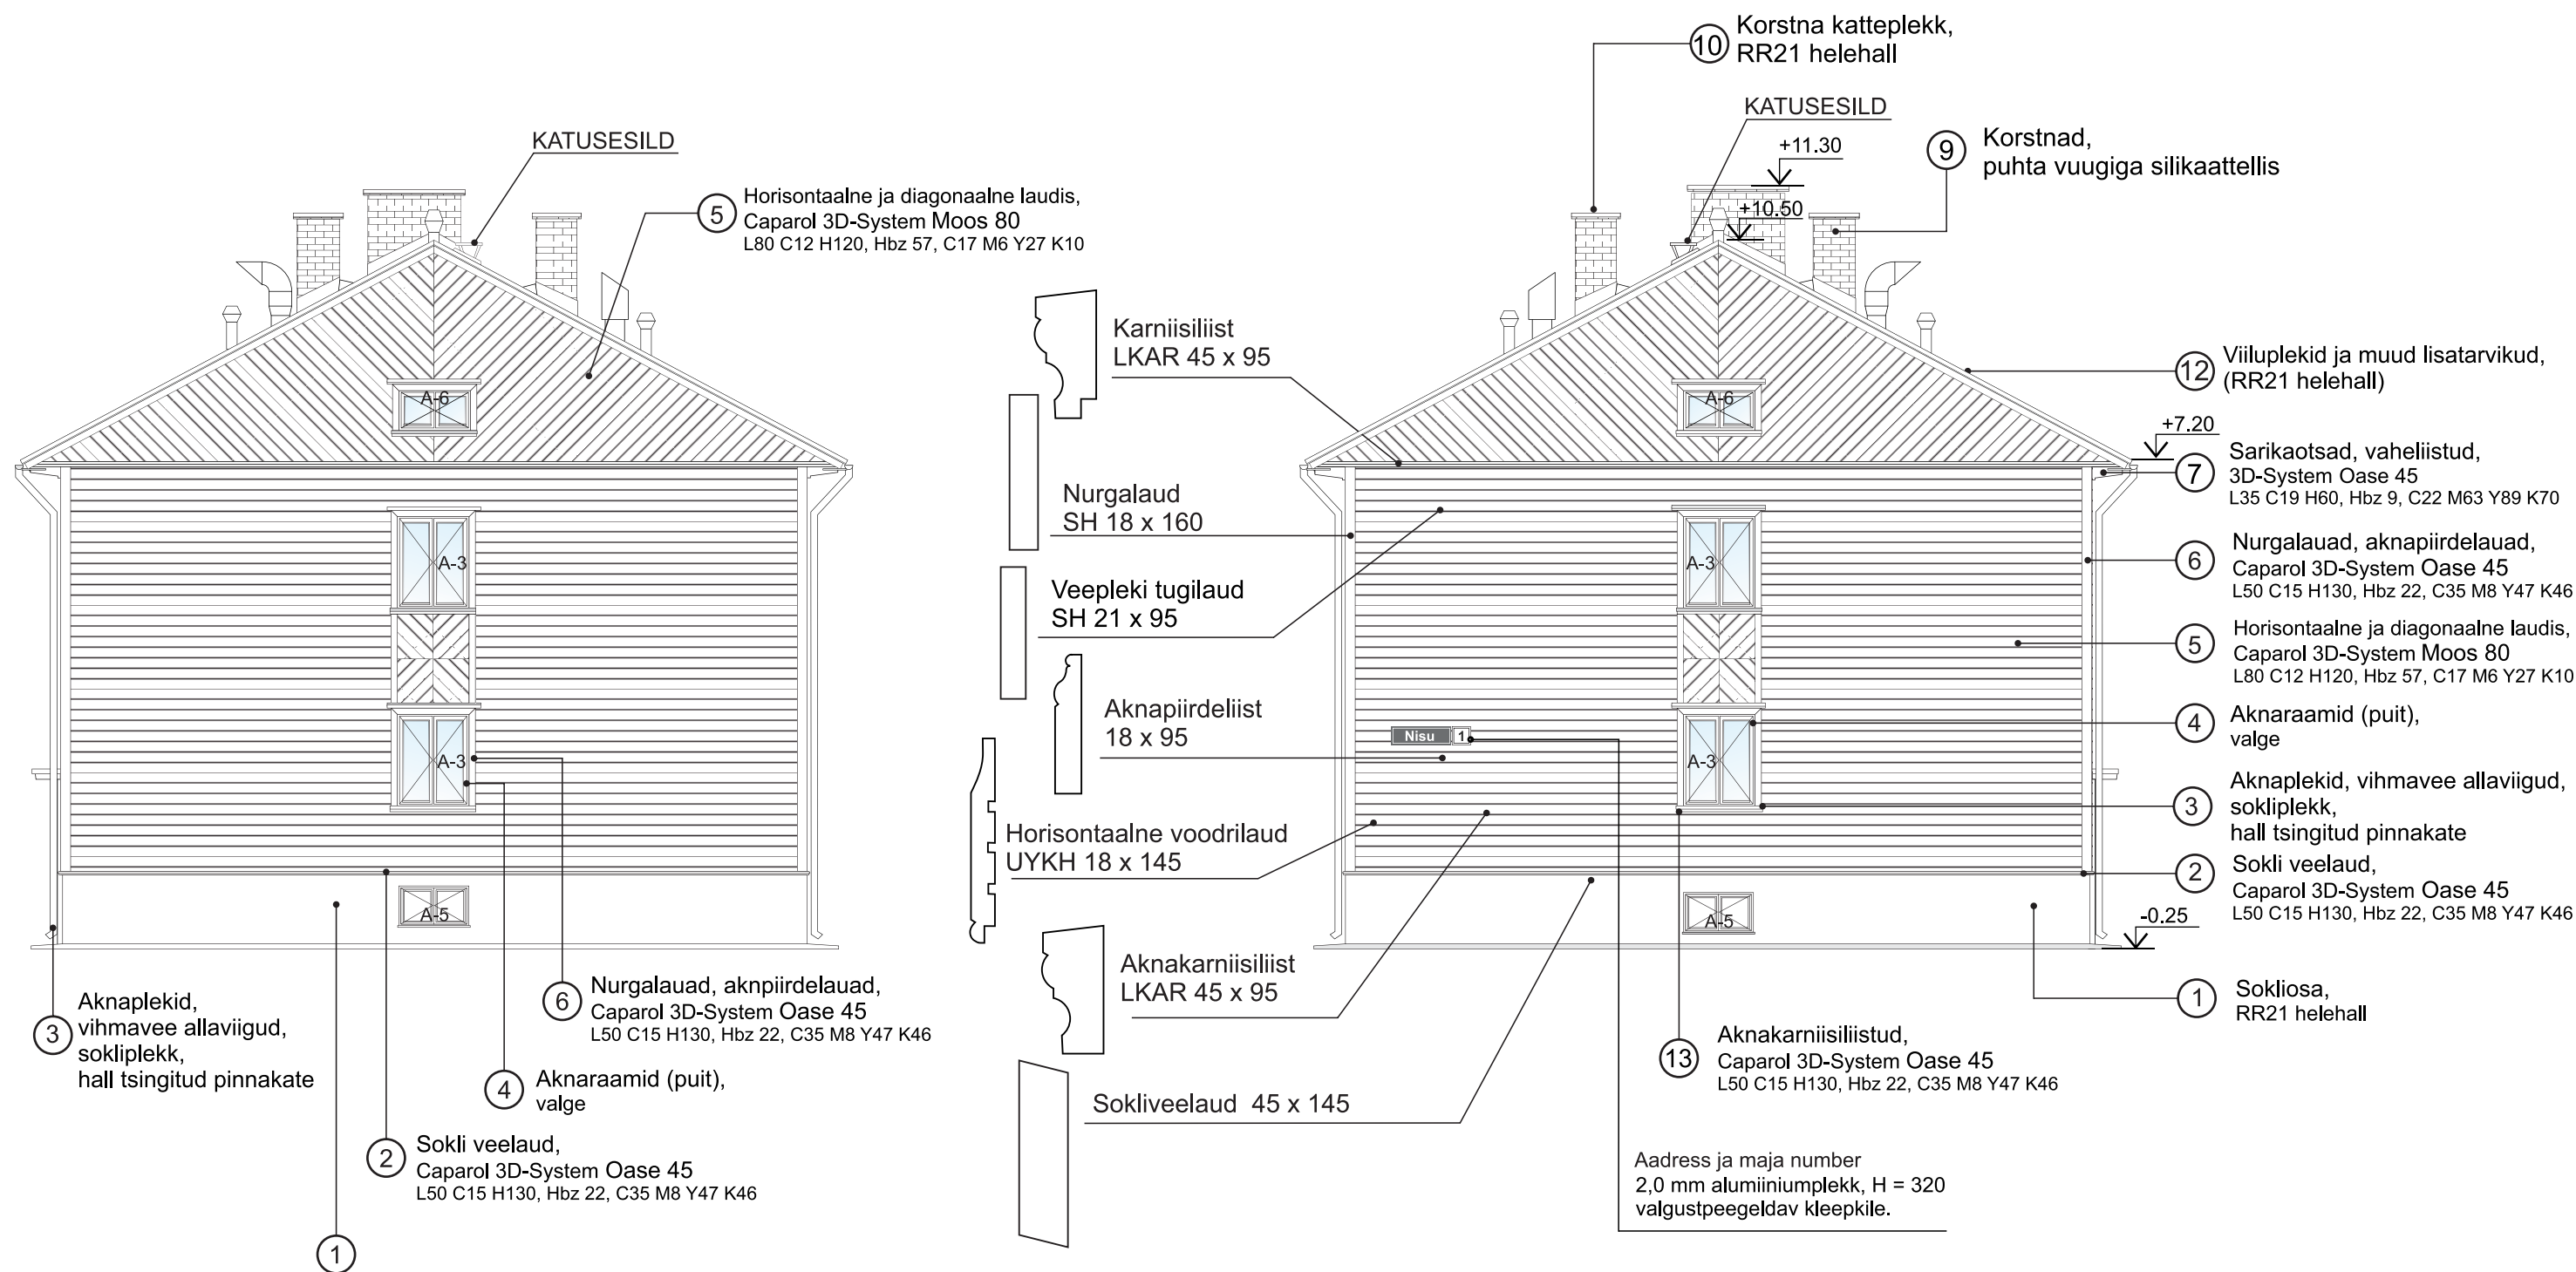 KATUSESILD
5
Horisontaalne ja diagonaalne laudis,
Caparol 3D-System Moos 80
L80 C12 H120, Hbz 57, C17 M6 Y27 K10
A-6
A-3
A-3
A-5
3
Aknaplekid,
vihmavee allaviigud,
sokliplekk,
hall tsingitud pinnakate
6
Nurgalauad, aknpiirdelauad,
Caparol 3D-System Oase 45
L50 C15 H130, Hbz 22, C35 M8 Y47 K46
4
Aknaraamid (puit),
valge
2
Sokli veelaud,
Caparol 3D-System Oase 45
L50 C15 H130, Hbz 22, C35 M8 Y47 K46
1
Karniisiliist
LKAR 45 x 95
Nurgalaud
SH 18 x 160
Veepleki tugilaud
SH 21 x 95
Aknapiirdeliist
18 x 95
Horisontaalne voodrilaud
UYKH 18 x 145
Aknakarniisiliist
LKAR 45 x 95
Sokliveelaud 45 x 145
10
Korstna katteplekk,
RR21 helehall
KATUSESILD
+11.30
+10.50
9
Korstnad,
puhta vuugiga silikaattellis
A-6
A-3
Nisu 1
A-3
A-5
12
Viiluplekid ja muud lisatarvikud,
(RR21 helehall)
+7.20
7
Sarikaotsad, vaheliistud,
3D-System Oase 45
L35 C19 H60, Hbz 9, C22 M63 Y89 K70
6
Nurgalauad, aknapiirdelauad,
Caparol 3D-System Oase 45
L50 C15 H130, Hbz 22, C35 M8 Y47 K46
5
Horisontaalne ja diagonaalne laudis,
Caparol 3D-System Moos 80
L80 C12 H120, Hbz 57, C17 M6 Y27 K10
4
Aknaraamid (puit),
valge
3
Aknaplekid, vihmavee allaviigud,
sokliplekk,
hall tsingitud pinnakate
2
Sokli veelaud,
Caparol 3D-System Oase 45
L50 C15 H130, Hbz 22, C35 M8 Y47 K46
-0.25
1
Sokliosa,
RR21 helehall
13
Aknakarniisiliistud,
Caparol 3D-System Oase 45
L50 C15 H130, Hbz 22, C35 M8 Y47 K46
Aadress ja maja number
2,0 mm alumiiniumplekk, H = 320
valgustpeegeldav kleepkile.